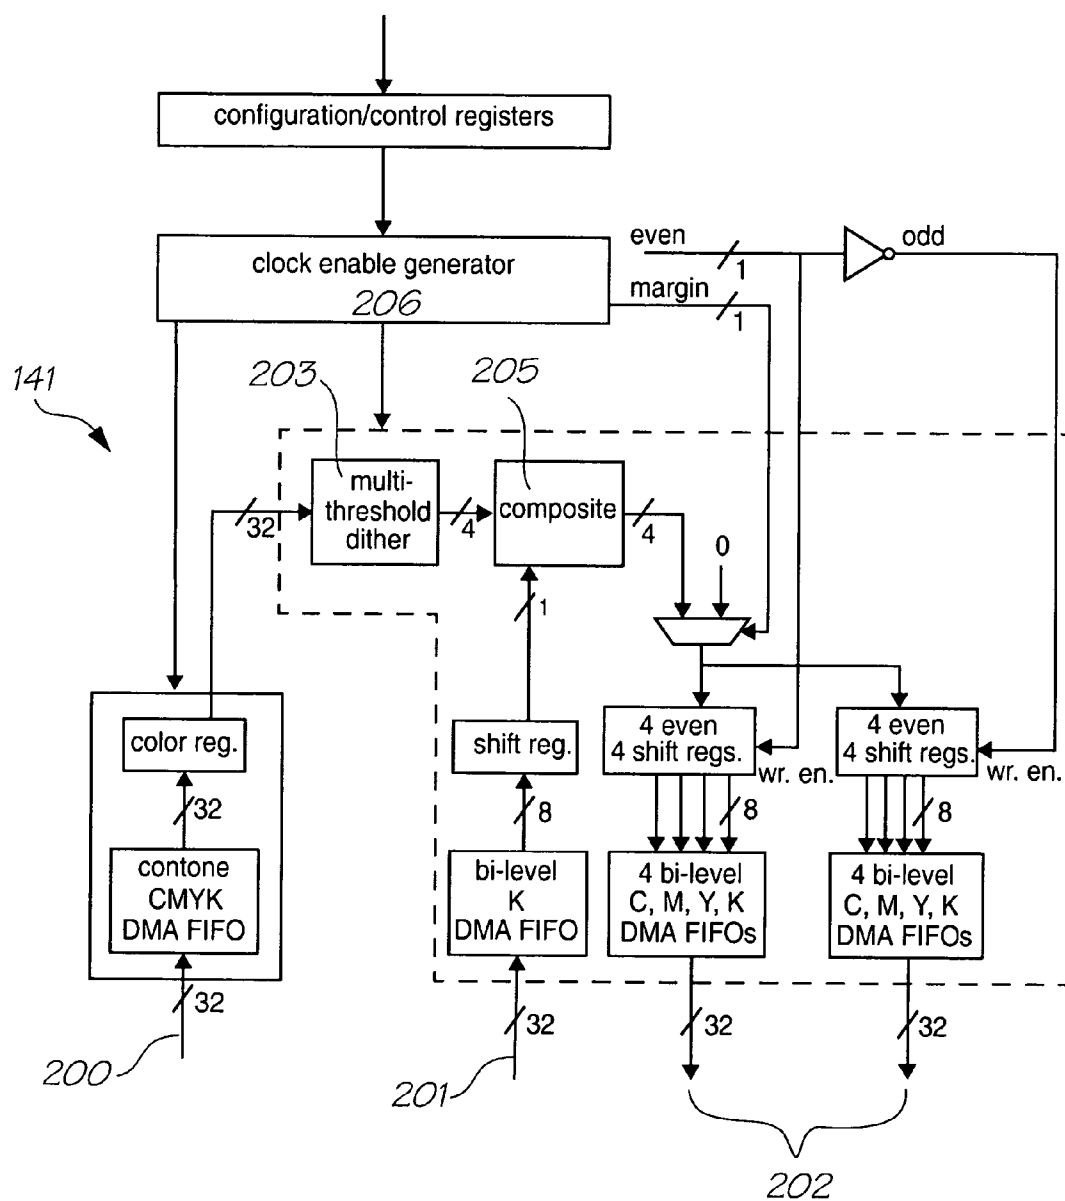 configuration/control registers
clock enable generator
206
even
1
odd
margin
1
141
203
205
multi-
threshold
dither
32
4
composite
4
0
1
color reg.
shift reg.
4 even
4 shift regs.
wr. en.
4 even
4 shift regs.
wr. en.
32
8
8
8
contone
CMYK
DMA FIFO
bi-level
K
DMA FIFO
4 bi-level
C, M, Y, K
DMA FIFOs
4 bi-level
C, M, Y, K
DMA FIFOs
32
32
32
32
200
201
202